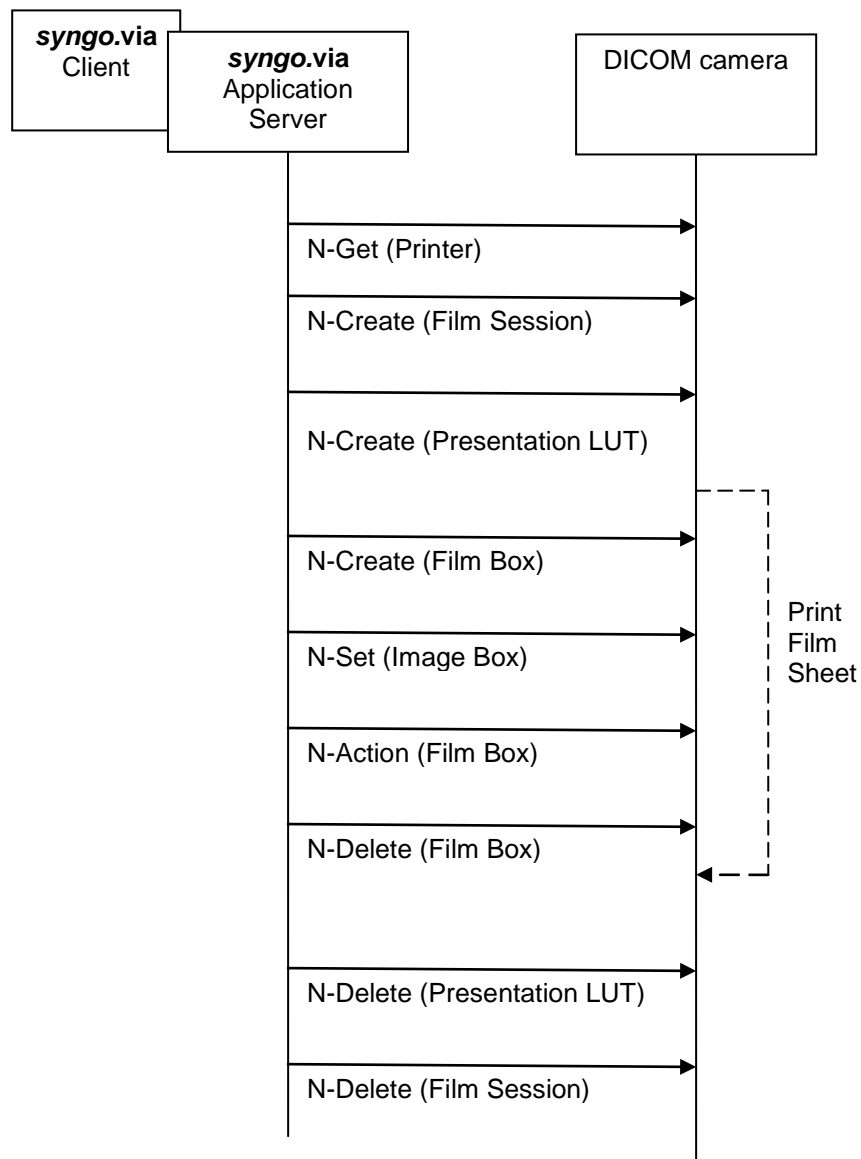 syngo.via
Client
syngo.via
Application
Server
DICOM camera
N-Get (Printer)
N-Create (Film Session)
N-Create (Presentation LUT)
N-Create (Film Box)
N-Set (Image Box)
N-Action (Film Box)
N-Delete (Film Box)
Print
Film
Sheet
N-Delete (Presentation LUT)
N-Delete (Film Session)